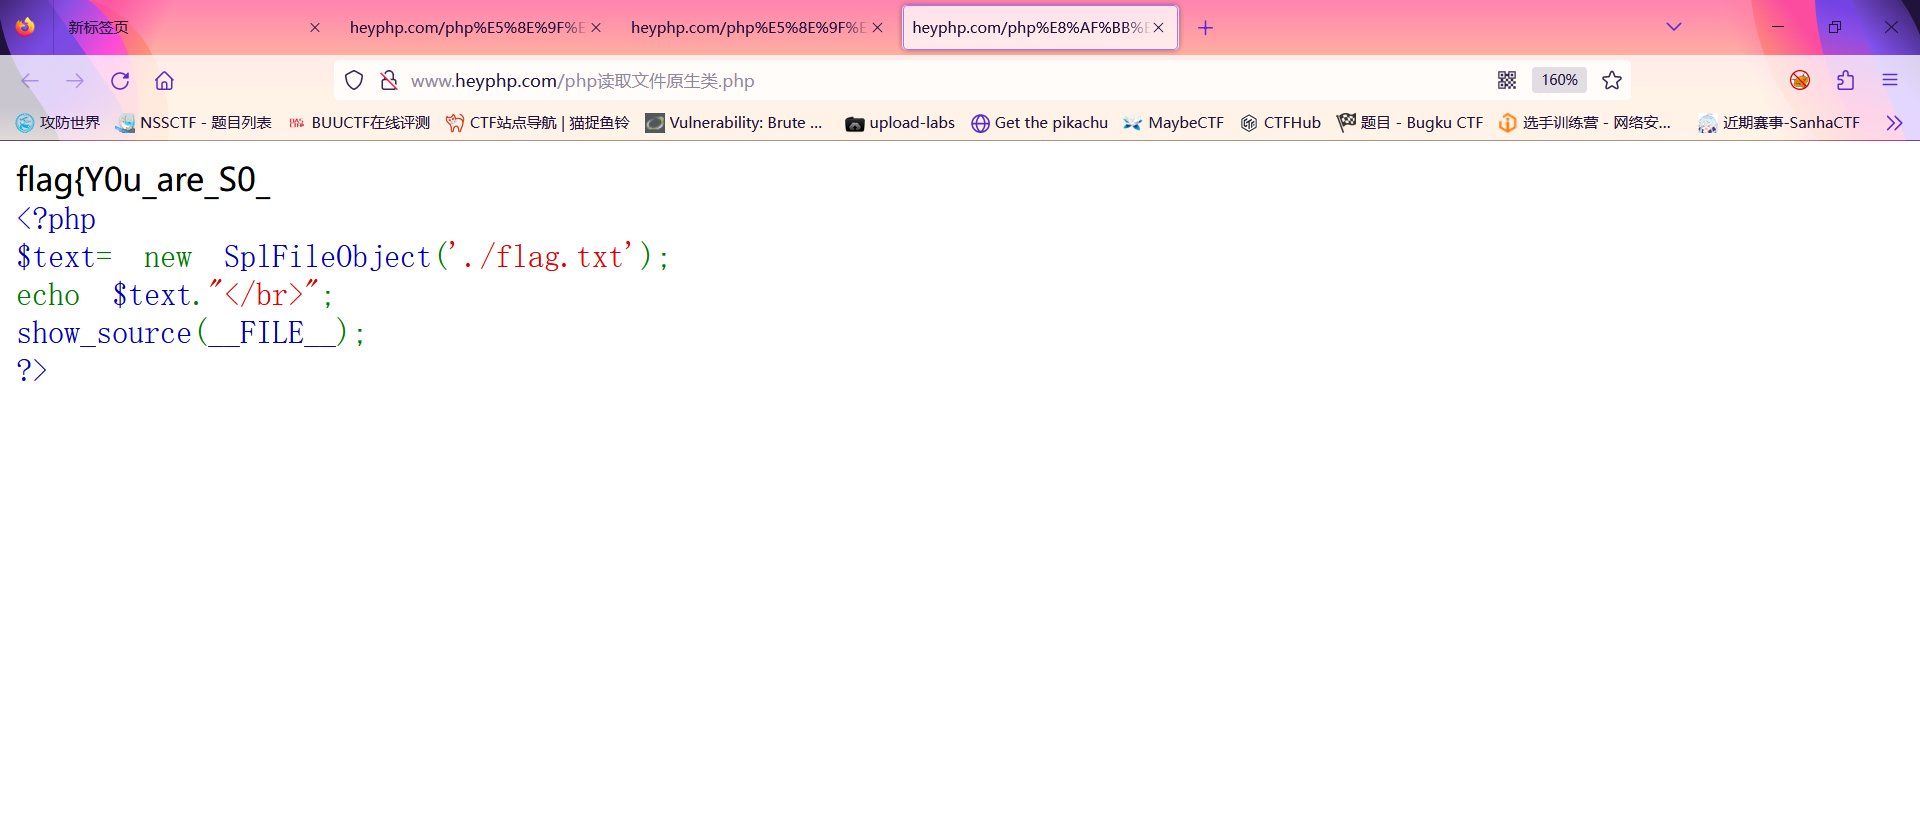 新标签页
heyphp.com/php%E5%8E%9F%E
heyphp.com/php%E5%8E%9F%E
heyphp.com/php%E8%AF%BB%E
www.heyphp.com/php读取文件原生类.php
160%
攻防世界
NSSCTF - 题目列表
BUUCTF在线评测
CTF站点导航 | 猫捉鱼铃
Vulnerability: Brute ...
upload-labs
Get the pikachu
MaybeCTF
CTFHub
题目 - Bugku CTF
选手训练营 - 网络安...
近期赛事-SanhaCTF
flag{Y0u_are_S0_
<?php
$text= new SplFileObject('./flag.txt');
echo $text."</br>";
show_source(__FILE__);
?>